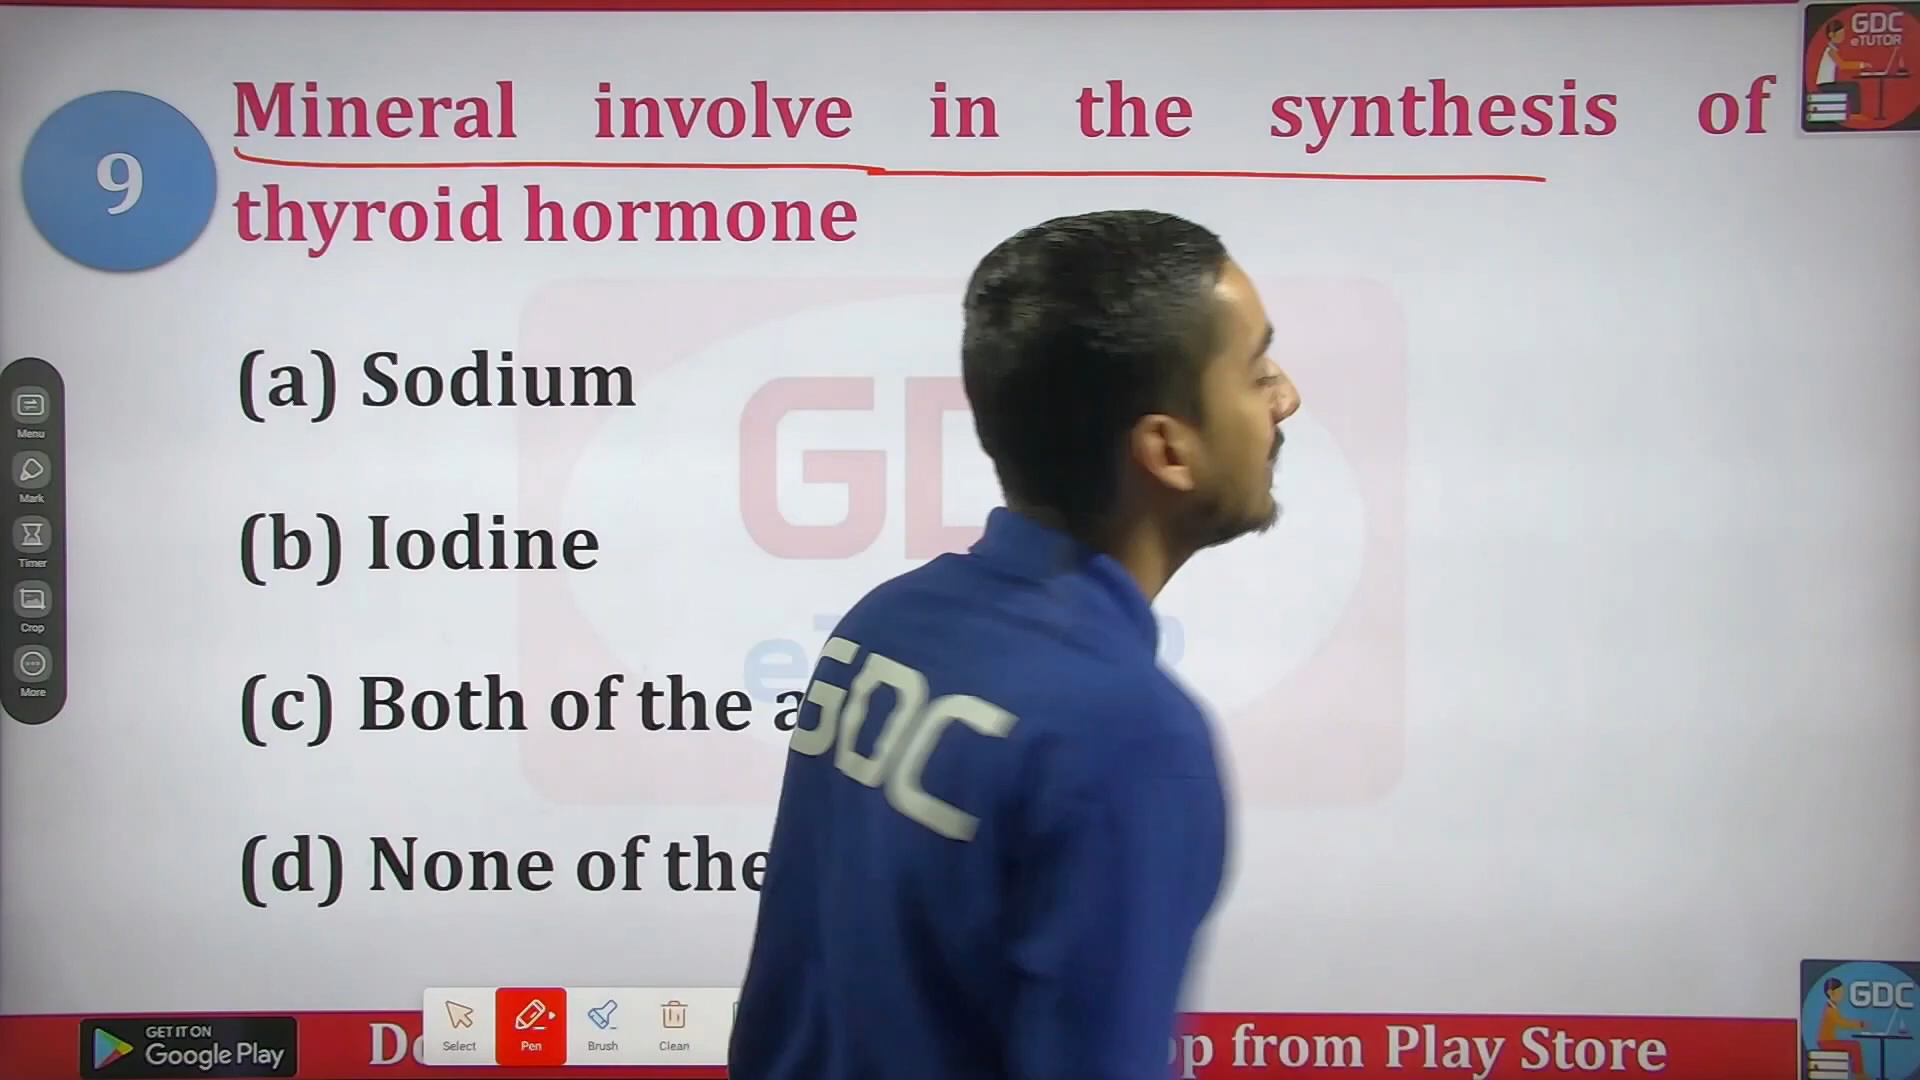 GDC
eTUTOR
9
Mineral involve in the synthesis of
thyroid hormone
(a) Sodium
(b) Iodine
(c) Both of the
(d) None of the
GDC
Menu
Mark
Timer
Crop
More
Select
Pen
Brush
Clean
GET IT ON
Google Play
from Play Store
GDC